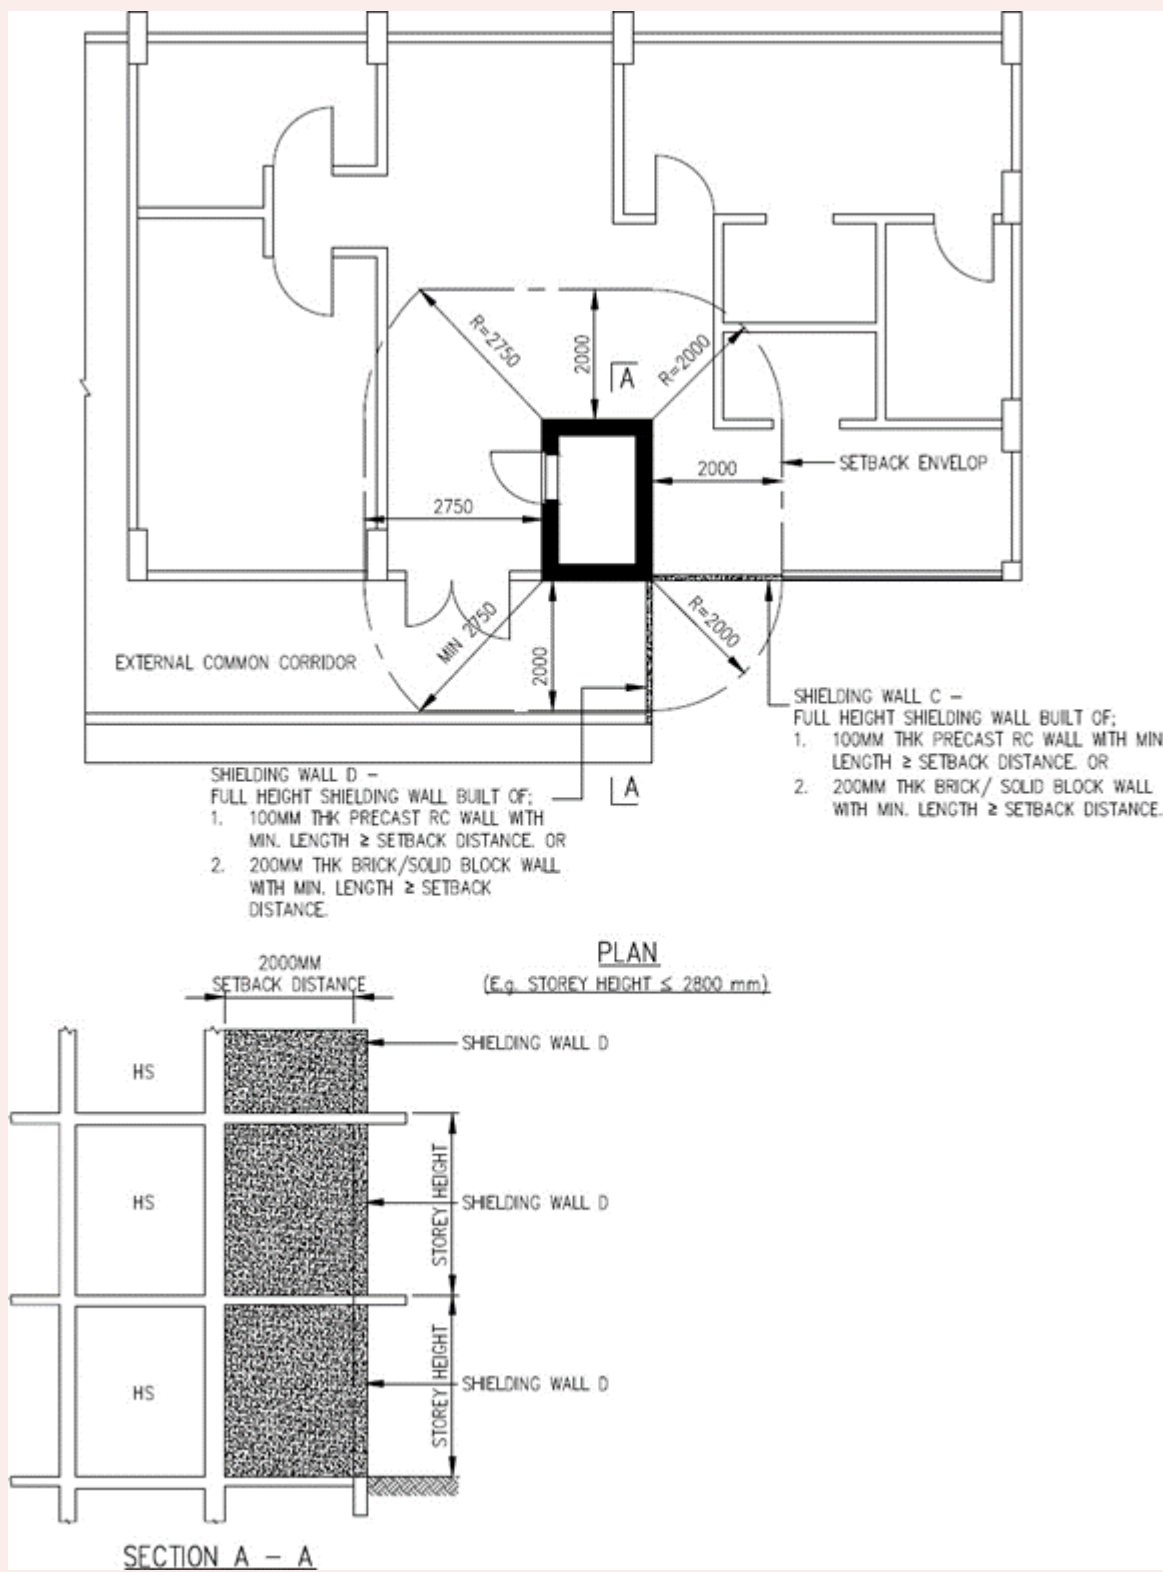 R=2750
2000
A
R=2000
2000
SETBACK ENVELOP
2750
MIN 2750
2000
R=2000
EXTERNAL COMMON CORRIDOR
SHIELDING WALL C –
FULL HEIGHT SHIELDING WALL BUILT OF;
1. 100MM THK PRECAST RC WALL WITH MIN
LENGTH ≥ SETBACK DISTANCE. OR
2. 200MM THK BRICK/ SOLID BLOCK WALL
WITH MIN. LENGTH ≥ SETBACK DISTANCE.
SHIELDING WALL D –
FULL HEIGHT SHIELDING WALL BUILT OF;
1. 100MM THK PRECAST RC WALL WITH
MIN. LENGTH ≥ SETBACK DISTANCE. OR
2. 200MM THK BRICK/SOLID BLOCK WALL
WITH MIN. LENGTH ≥ SETBACK
DISTANCE.
A
PLAN
(E.g. STOREY HEIGHT ≤ 2800 mm)
2000MM
SETBACK DISTANCE
SHIELDING WALL D
HS
STOREY HEIGHT
HS
SHIELDING WALL D
STOREY HEIGHT
HS
SHIELDING WALL D
SECTION A – A